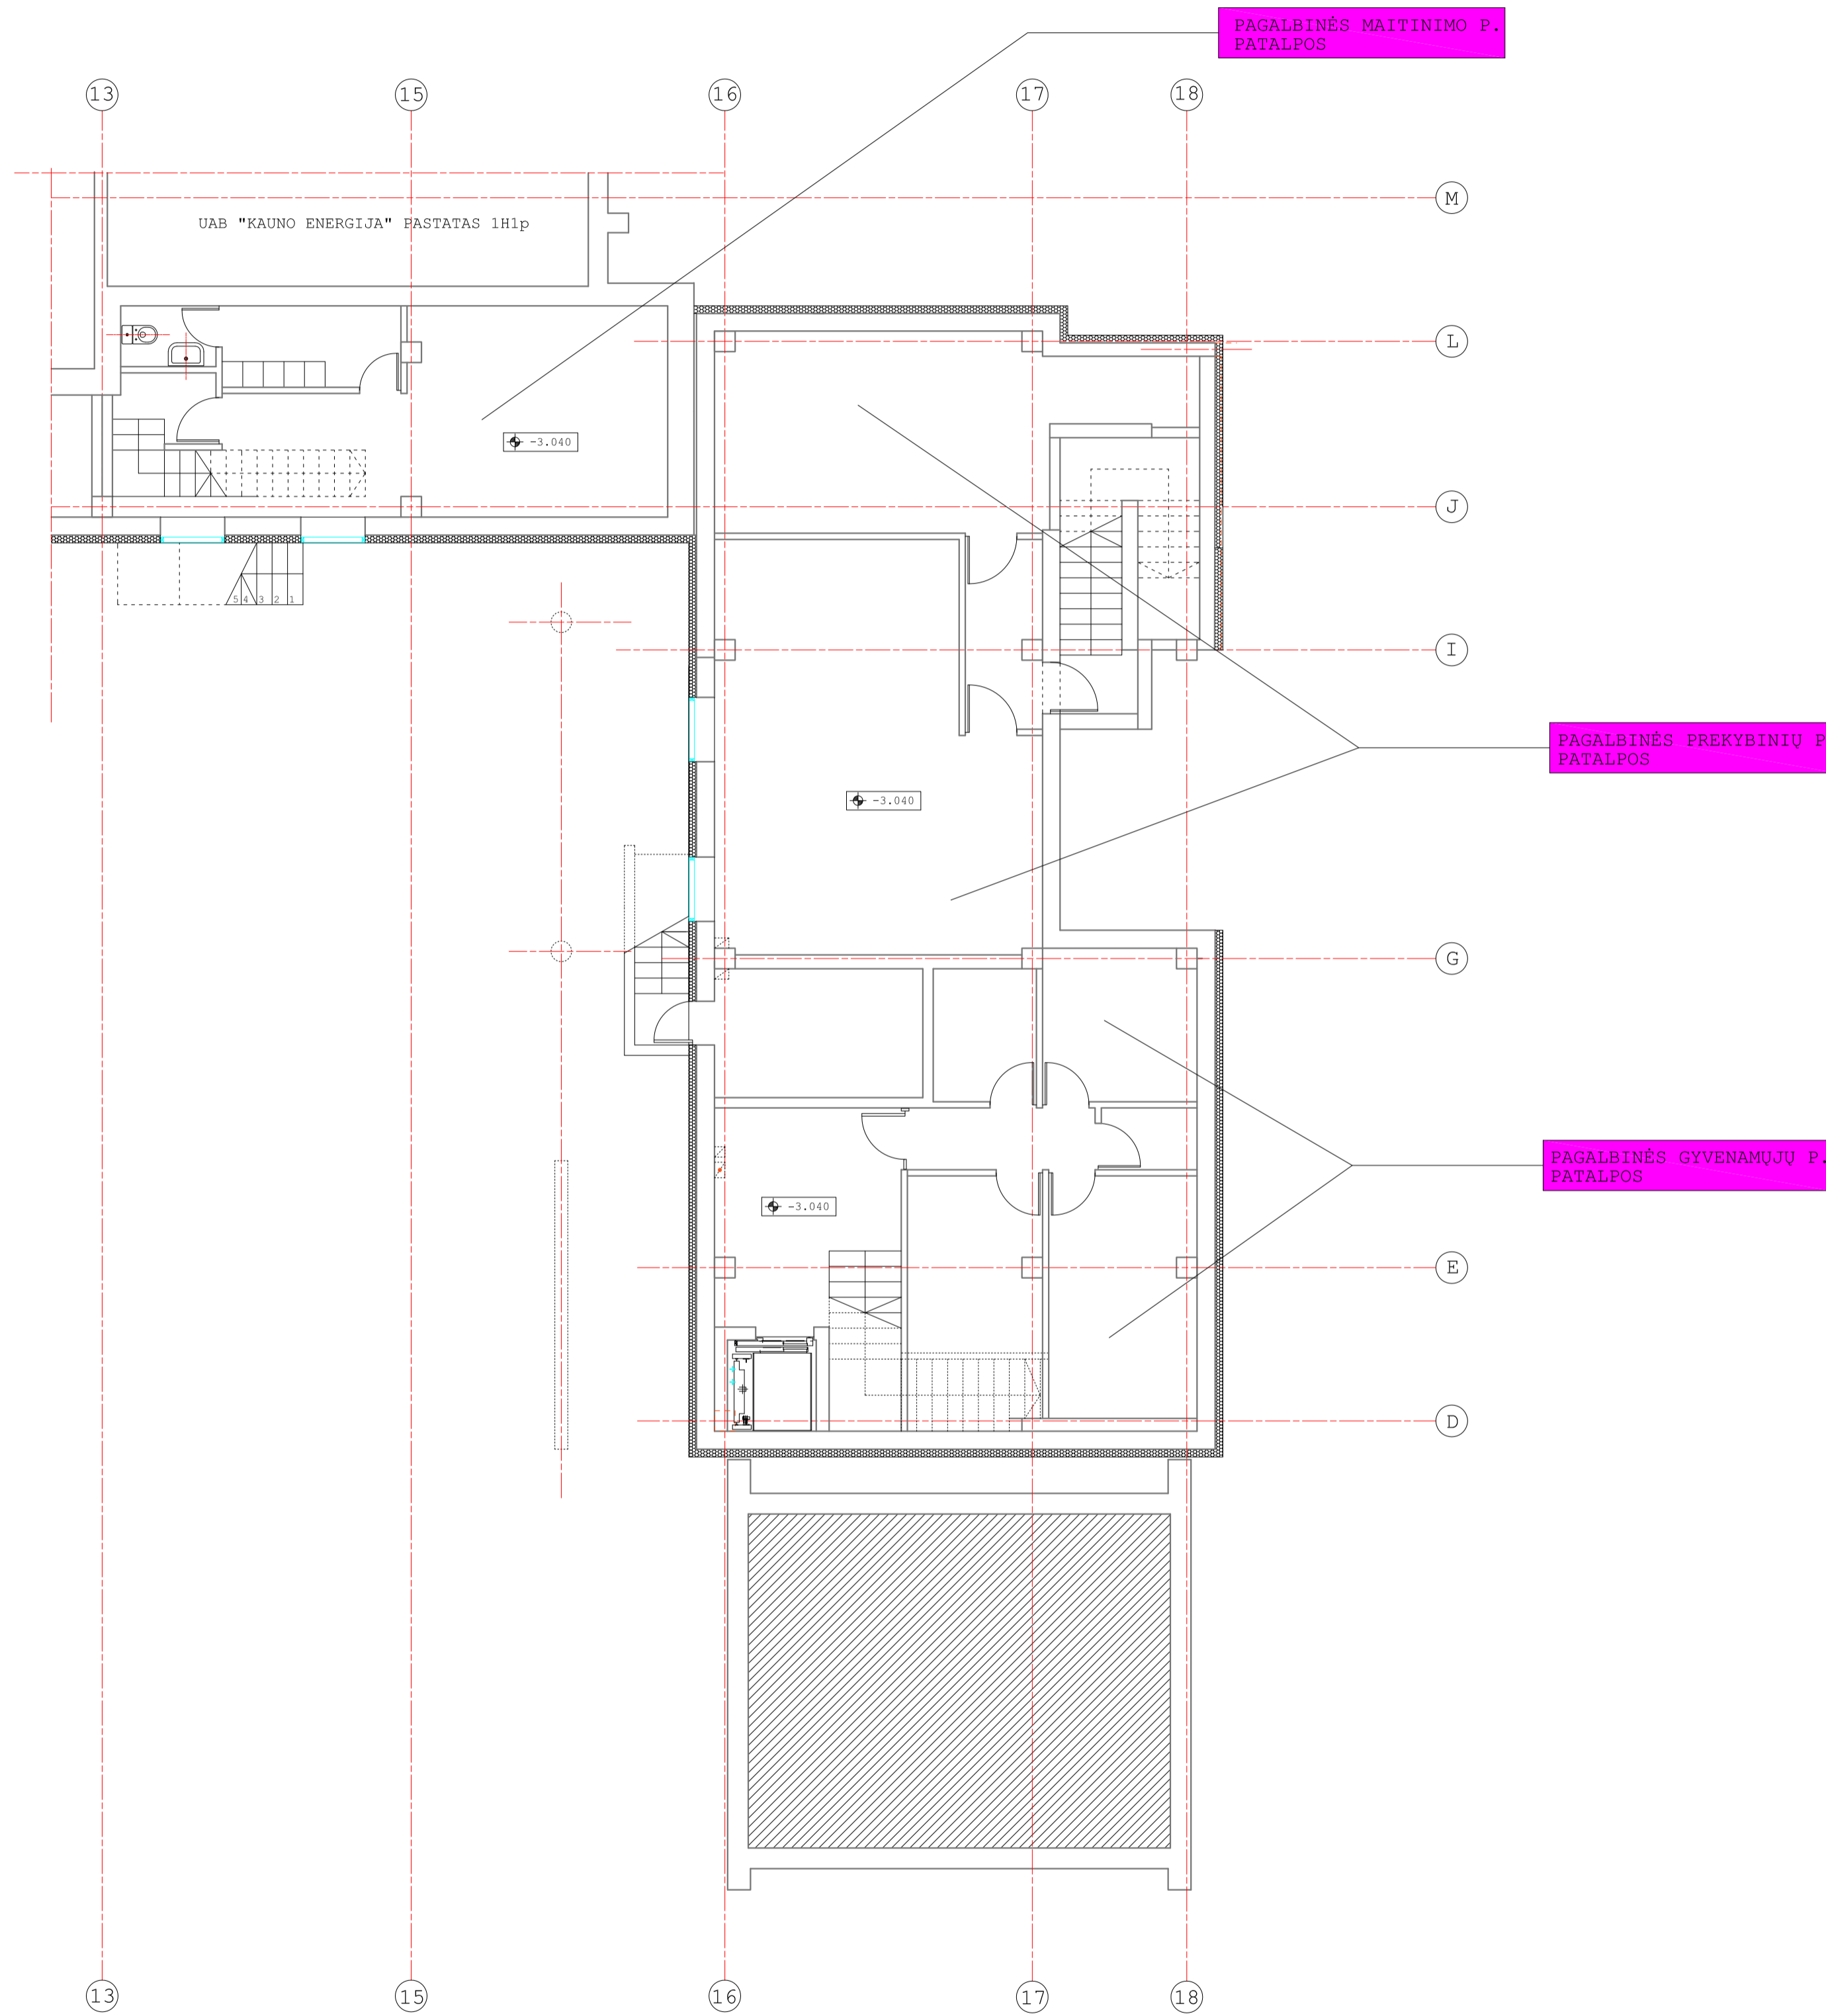 PAGALBINĖS MAITINIMO P.
PATALPOS
13 15 16 17 18
M
UAB "KAUNO ENERGIJA" PASTATAS 1H1p
L
-3.040
J
5 4 3 2 1
I
PAGALBINĖS PREKYBINIŲ P
PATALPOS
-3.040
G
PAGALBINĖS GYVENAMŲJŲ P.
PATALPOS
-3.040
E
D
13 15 16 17 18